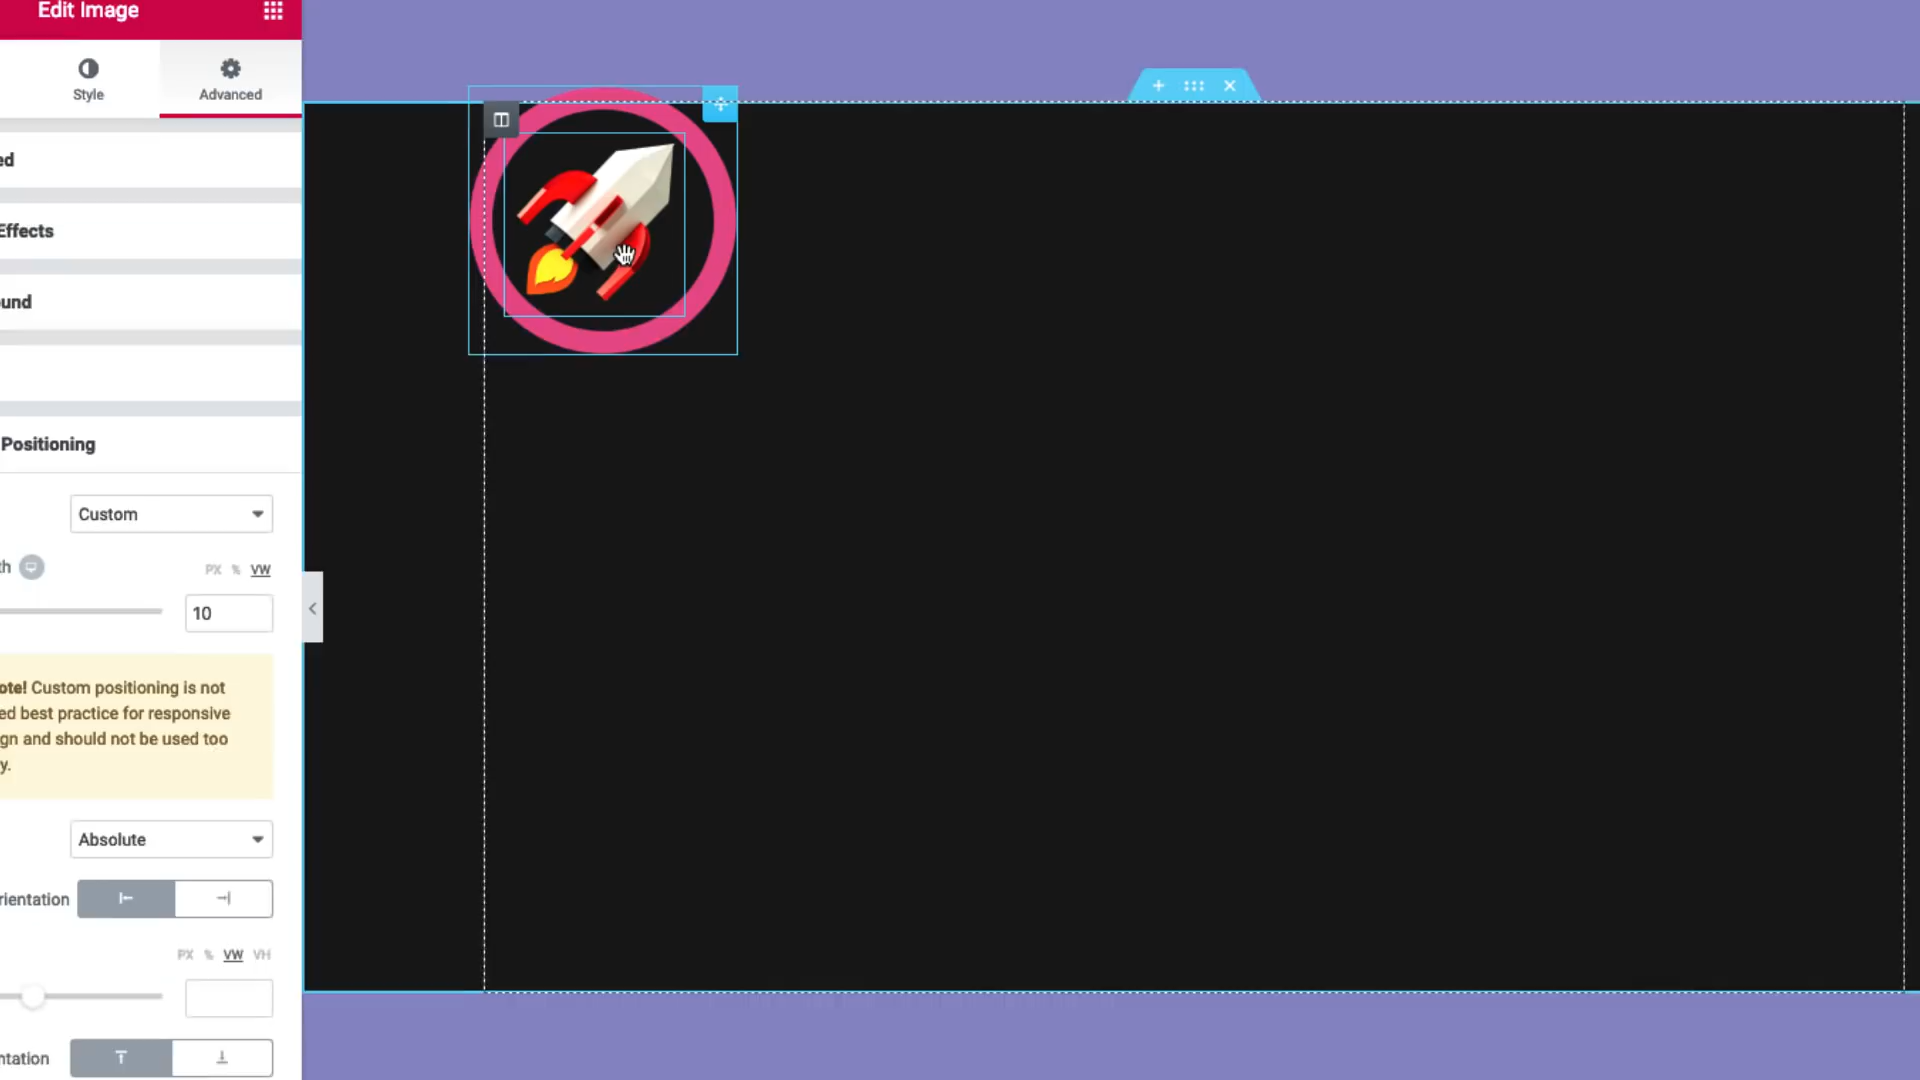 Edit Image
Style
Advanced
ed
Effects
und
Positioning
Custom
th
PX % VW
10
ote! Custom positioning is not
ed best practice for responsive
gn and should not be used too
y.
Absolute
rientation
PX % VW VH
ntation